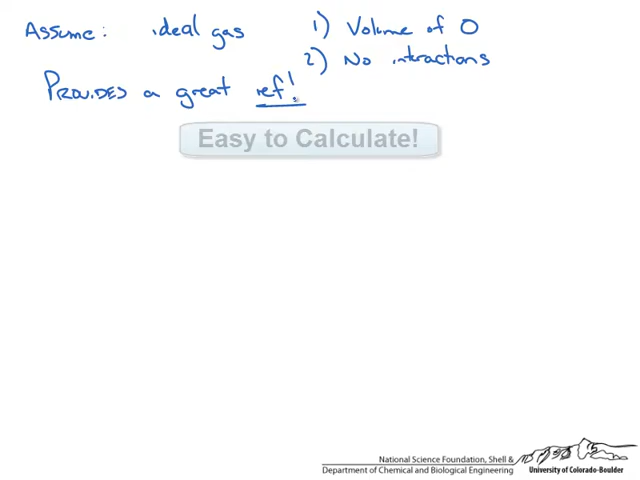 Assume: ideal gas 1) Volume of 0
2) No interactions
Provides a great ref!
Easy to Calculate!
National Science Foundation, Shell &
Department of Chemical and Biological Engineering
University of Colorado-Boulder